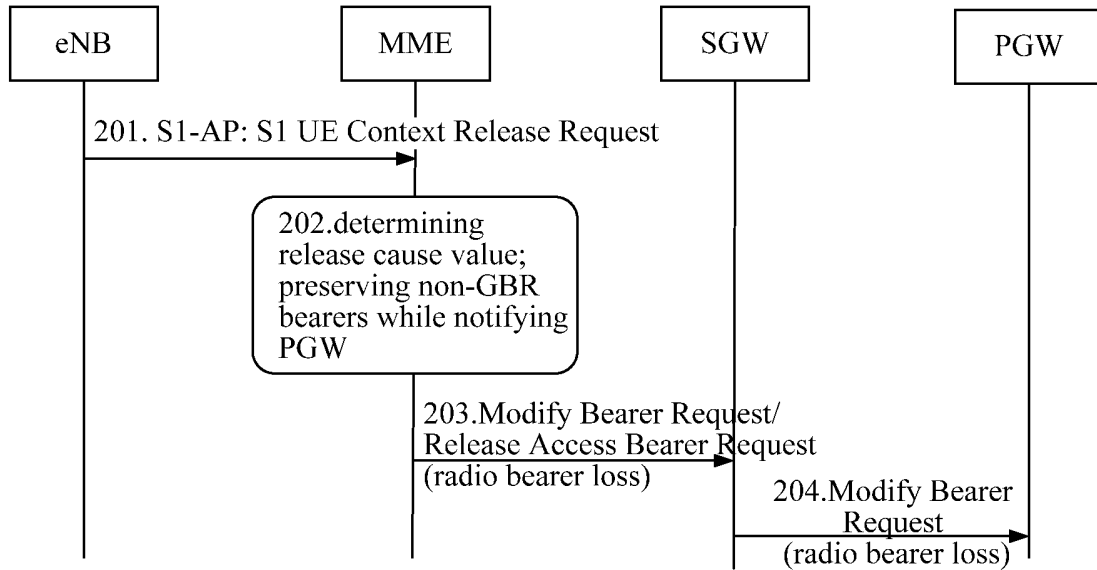 eNB
MME
SGW
PGW
201. S1-AP: S1 UE Context Release Request
202.determining
release cause value;
preserving non-GBR
bearers while notifying
PGW
203.Modify Bearer Request/
Release Access Bearer Request
(radio bearer loss)
204.Modify Bearer
Request
(radio bearer loss)